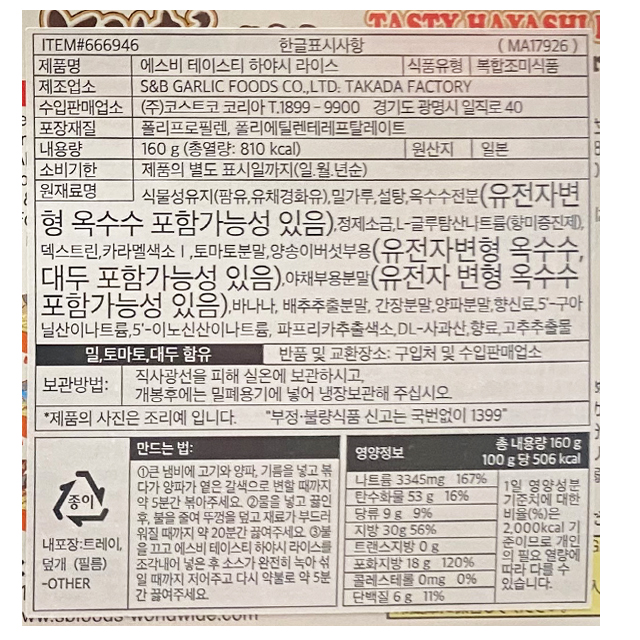 TASTY HAYASHI
ITEM#666946 한글표시사항 ( MA17926 )
제품명 에스비 테이스티 하야시 라이스 식품유형 복합조미식품
제조업소 S&B GARLIC FOODS CO.,LTD. TAKADA FACTORY
수입판매업소 (주)코스트코 코리아 T.1899 - 9900 경기도 광명시 일직로 40
포장재질 폴리프로필렌, 폴리에틸렌테레프탈레이트
내용량 160 g (총열량: 810 kcal) 원산지 일본
소비기한 제품의 별도 표시일까지(일.월.년순)
원재료명 식물성유지(팜유,유채경화유),밀가루,설탕,옥수수전분(유전자변
형 옥수수 포함가능성 있음),정제소금,L-글루탐산나트륨(향미증진제),
덱스트린,카라멜색소Ⅰ,토마토분말,양송이버섯부용(유전자변형 옥수수,
대두 포함가능성 있음),야채부용분말(유전자 변형 옥수수
포함가능성 있음),바나나, 배추추출분말, 간장분말,양파분말,향신료,5'-구아
닐산이나트륨,5'-이노신산이나트륨, 파프리카추출색소,DL-사과산,향료,고추추출물
밀,토마토,대두 함유 반품 및 교환장소: 구입처 및 수입판매업소
보관방법: 직사광선을 피해 실온에 보관하시고,
개봉후에는 밀폐용기에 넣어 냉장보관해 주십시오.
*제품의 사진은 조리예 입니다. "부정·불량식품 신고는 국번없이 1399"
종이
내포장:트레이,
덮개 (필름)
-OTHER
만드는 법:
①큰 냄비에 고기와 양파, 기름을 넣고 볶
다가 양파가 옅은 갈색으로 변할 때까지
약 5분간 볶아주세요. ②물을 넣고 끓인
후, 불을 줄여 뚜껑을 덮고 재료가 부드러
워질 때까지 약 20분간 끓여주세요. ③불
을 끄고 에스비 테이스티 하야시 라이스를
조각내어 넣은 후 소스가 완전히 녹아 섞
일 때까지 저어주고 다시 약불로 약 5분
간 끓여주세요.
영양정보 총 내용량 160 g
100 g 당 506 kcal
나트륨 3345mg 167%
탄수화물 53 g 16%
당류 9 g 9%
지방 30g 56%
트랜스지방 0 g
포화지방 18 g 120%
콜레스테롤 0mg 0%
단백질 6 g 11%
1일 영양성분
기준치에 대한
비율(%)은
2,000kcal 기
준이므로 개인
의 필요 열량에
따라 다를 수
있습니다.
www.sbfoods-worldwide.com